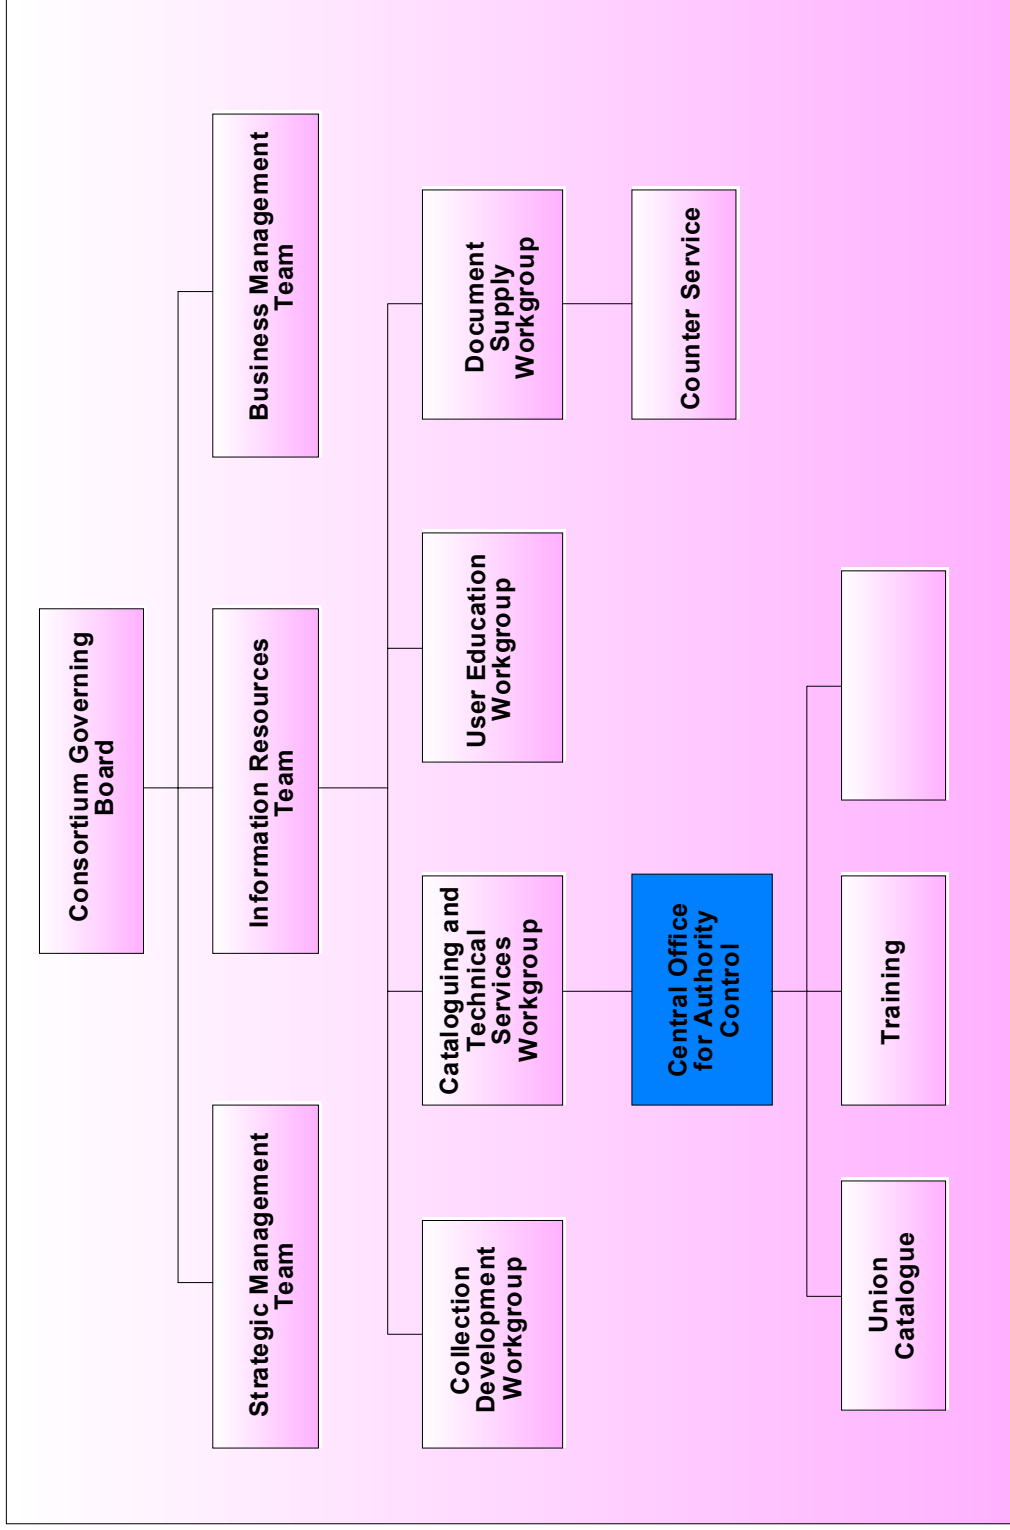 Consortium Governing
Board
Strategic Management
Team
Information Resources
Team
Business Management
Team
Collection
Development
Workgroup
Cataloguing and
Technical
Services
Workgroup
User Education
Workgroup
Document
Supply
Workgroup
Central Office
for Authority
Control
Counter Service
Union
Catalogue
Training